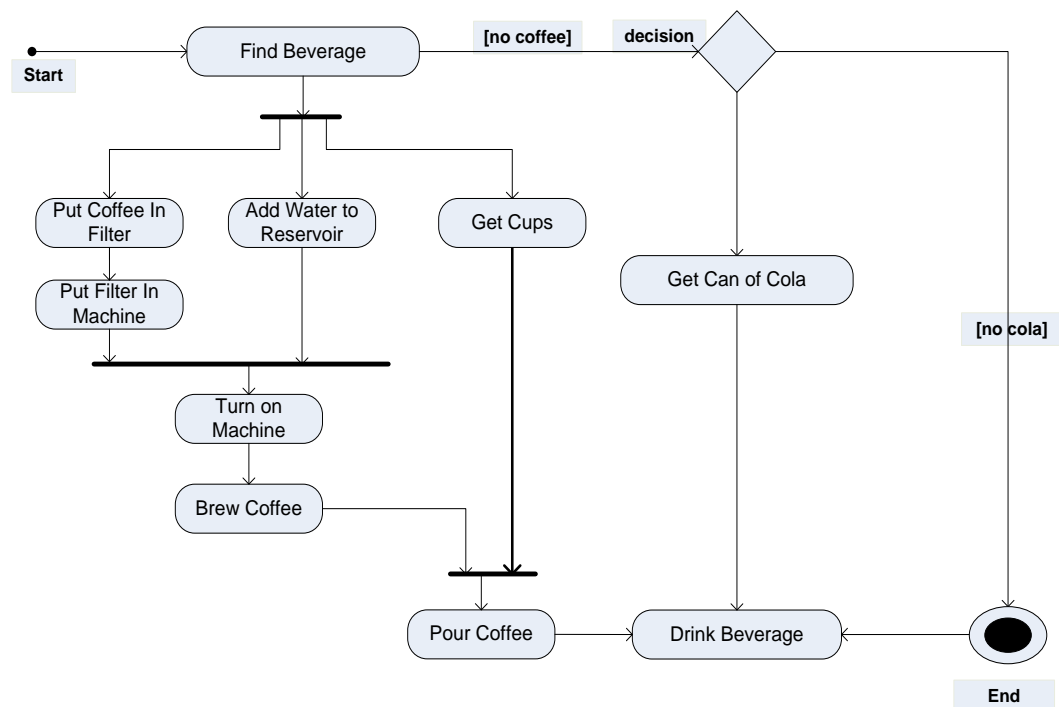 Find Beverage
[no coffee]
decision
Start
Put Coffee In
Filter
Add Water to
Reservoir
Get Cups
Get Can of Cola
Put Filter In
Machine
[no cola]
Turn on
Machine
Brew Coffee
Pour Coffee
Drink Beverage
End